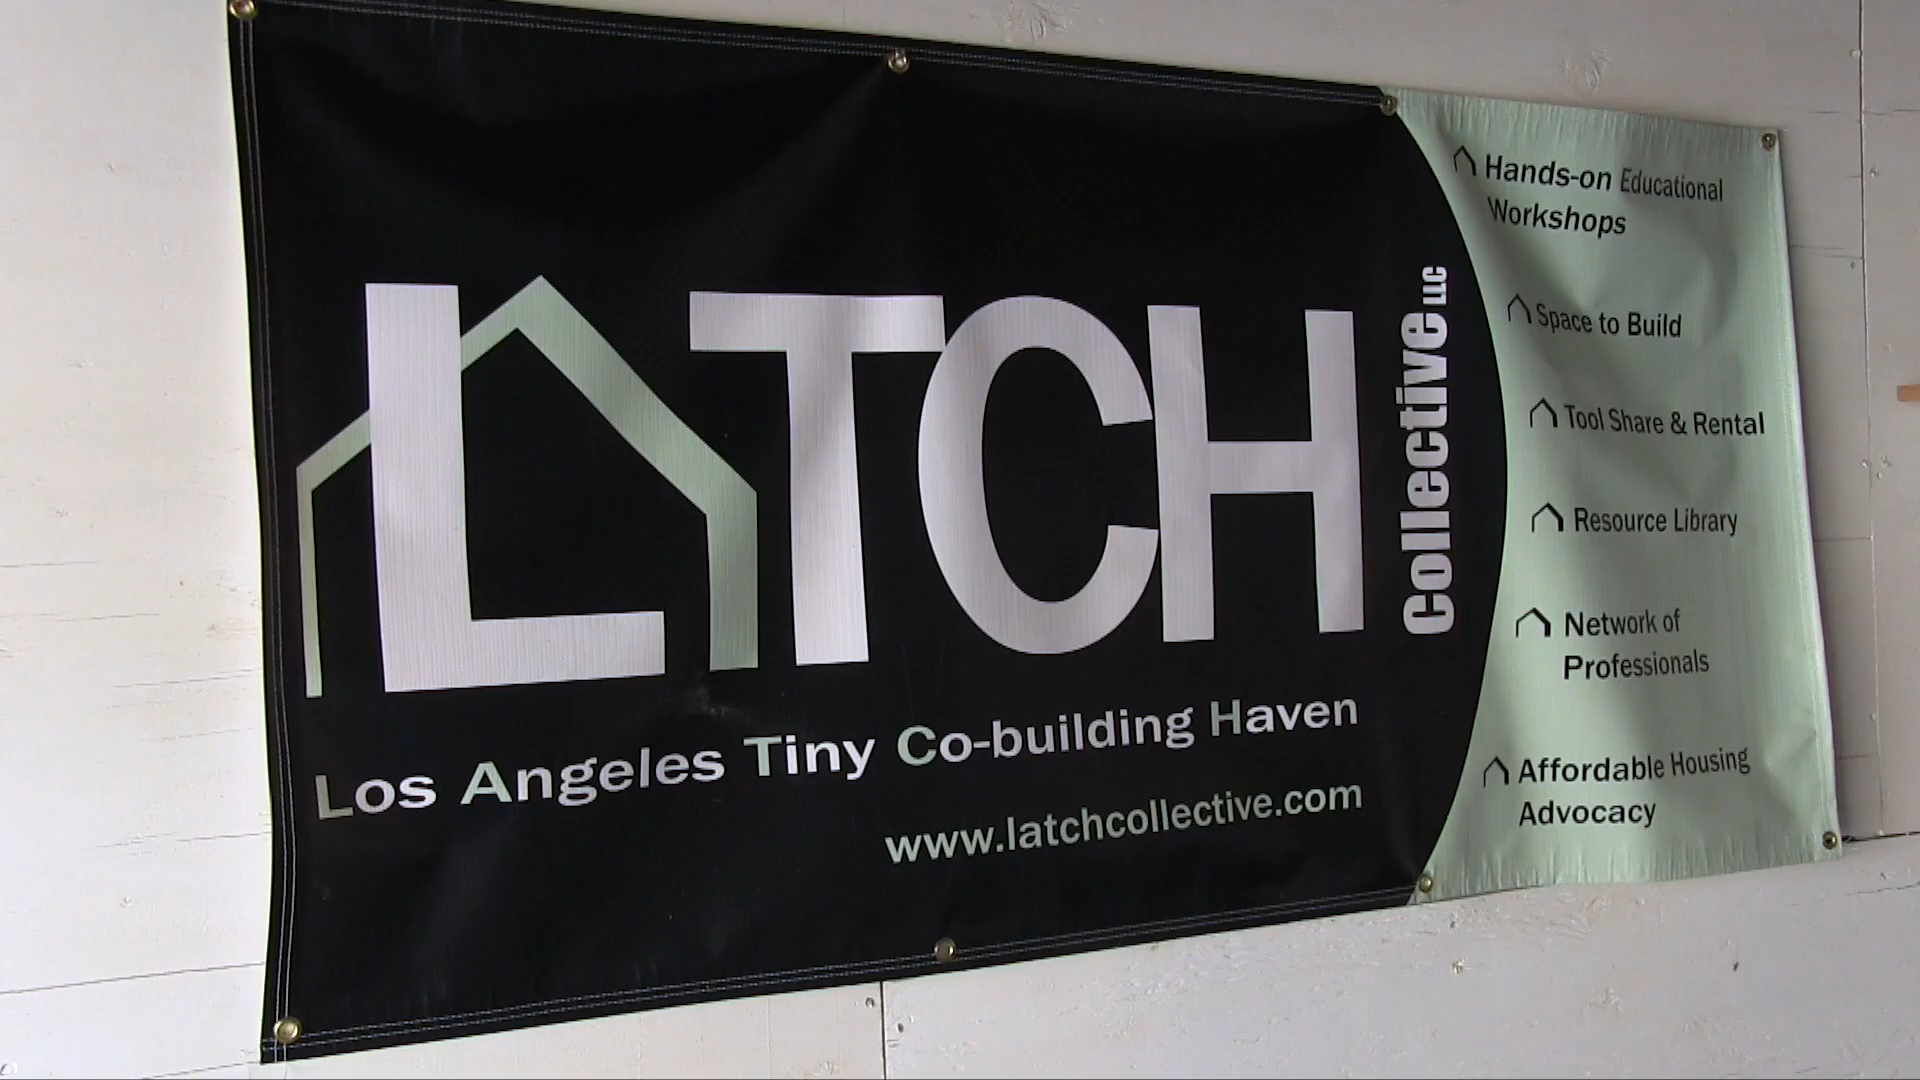 LATCH
Collective LLC
Los Angeles Tiny Co-building Haven
www.latchcollective.com
Hands-on Educational
Workshops
Space to Build
Tool Share & Rental
Resource Library
Network of
Professionals
Affordable Housing
Advocacy